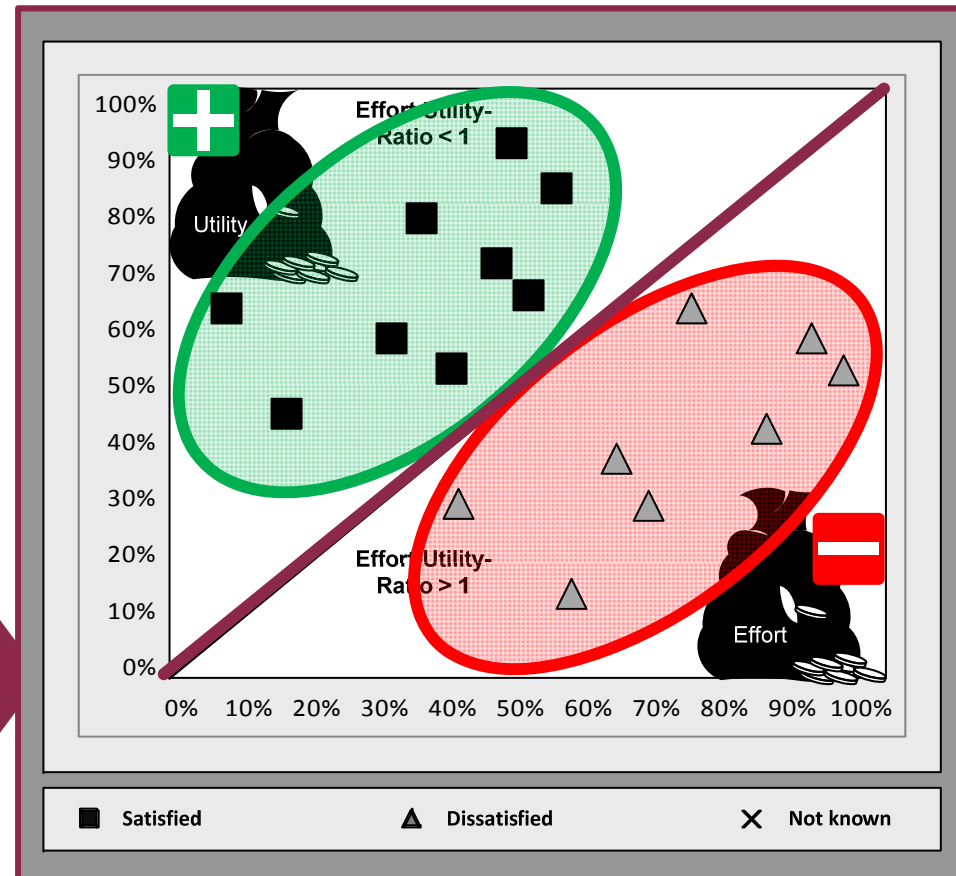 100%
90%
80%
70%
60%
50%
40%
30%
20%
10%
0%
Effort-Utility-
Ratio < 1
Utility
Effort-Utility-
Ratio > 1
Effort
0% 10% 20% 30% 40% 50% 60% 70% 80% 90% 100%
Satisfied Dissatisfied Not known